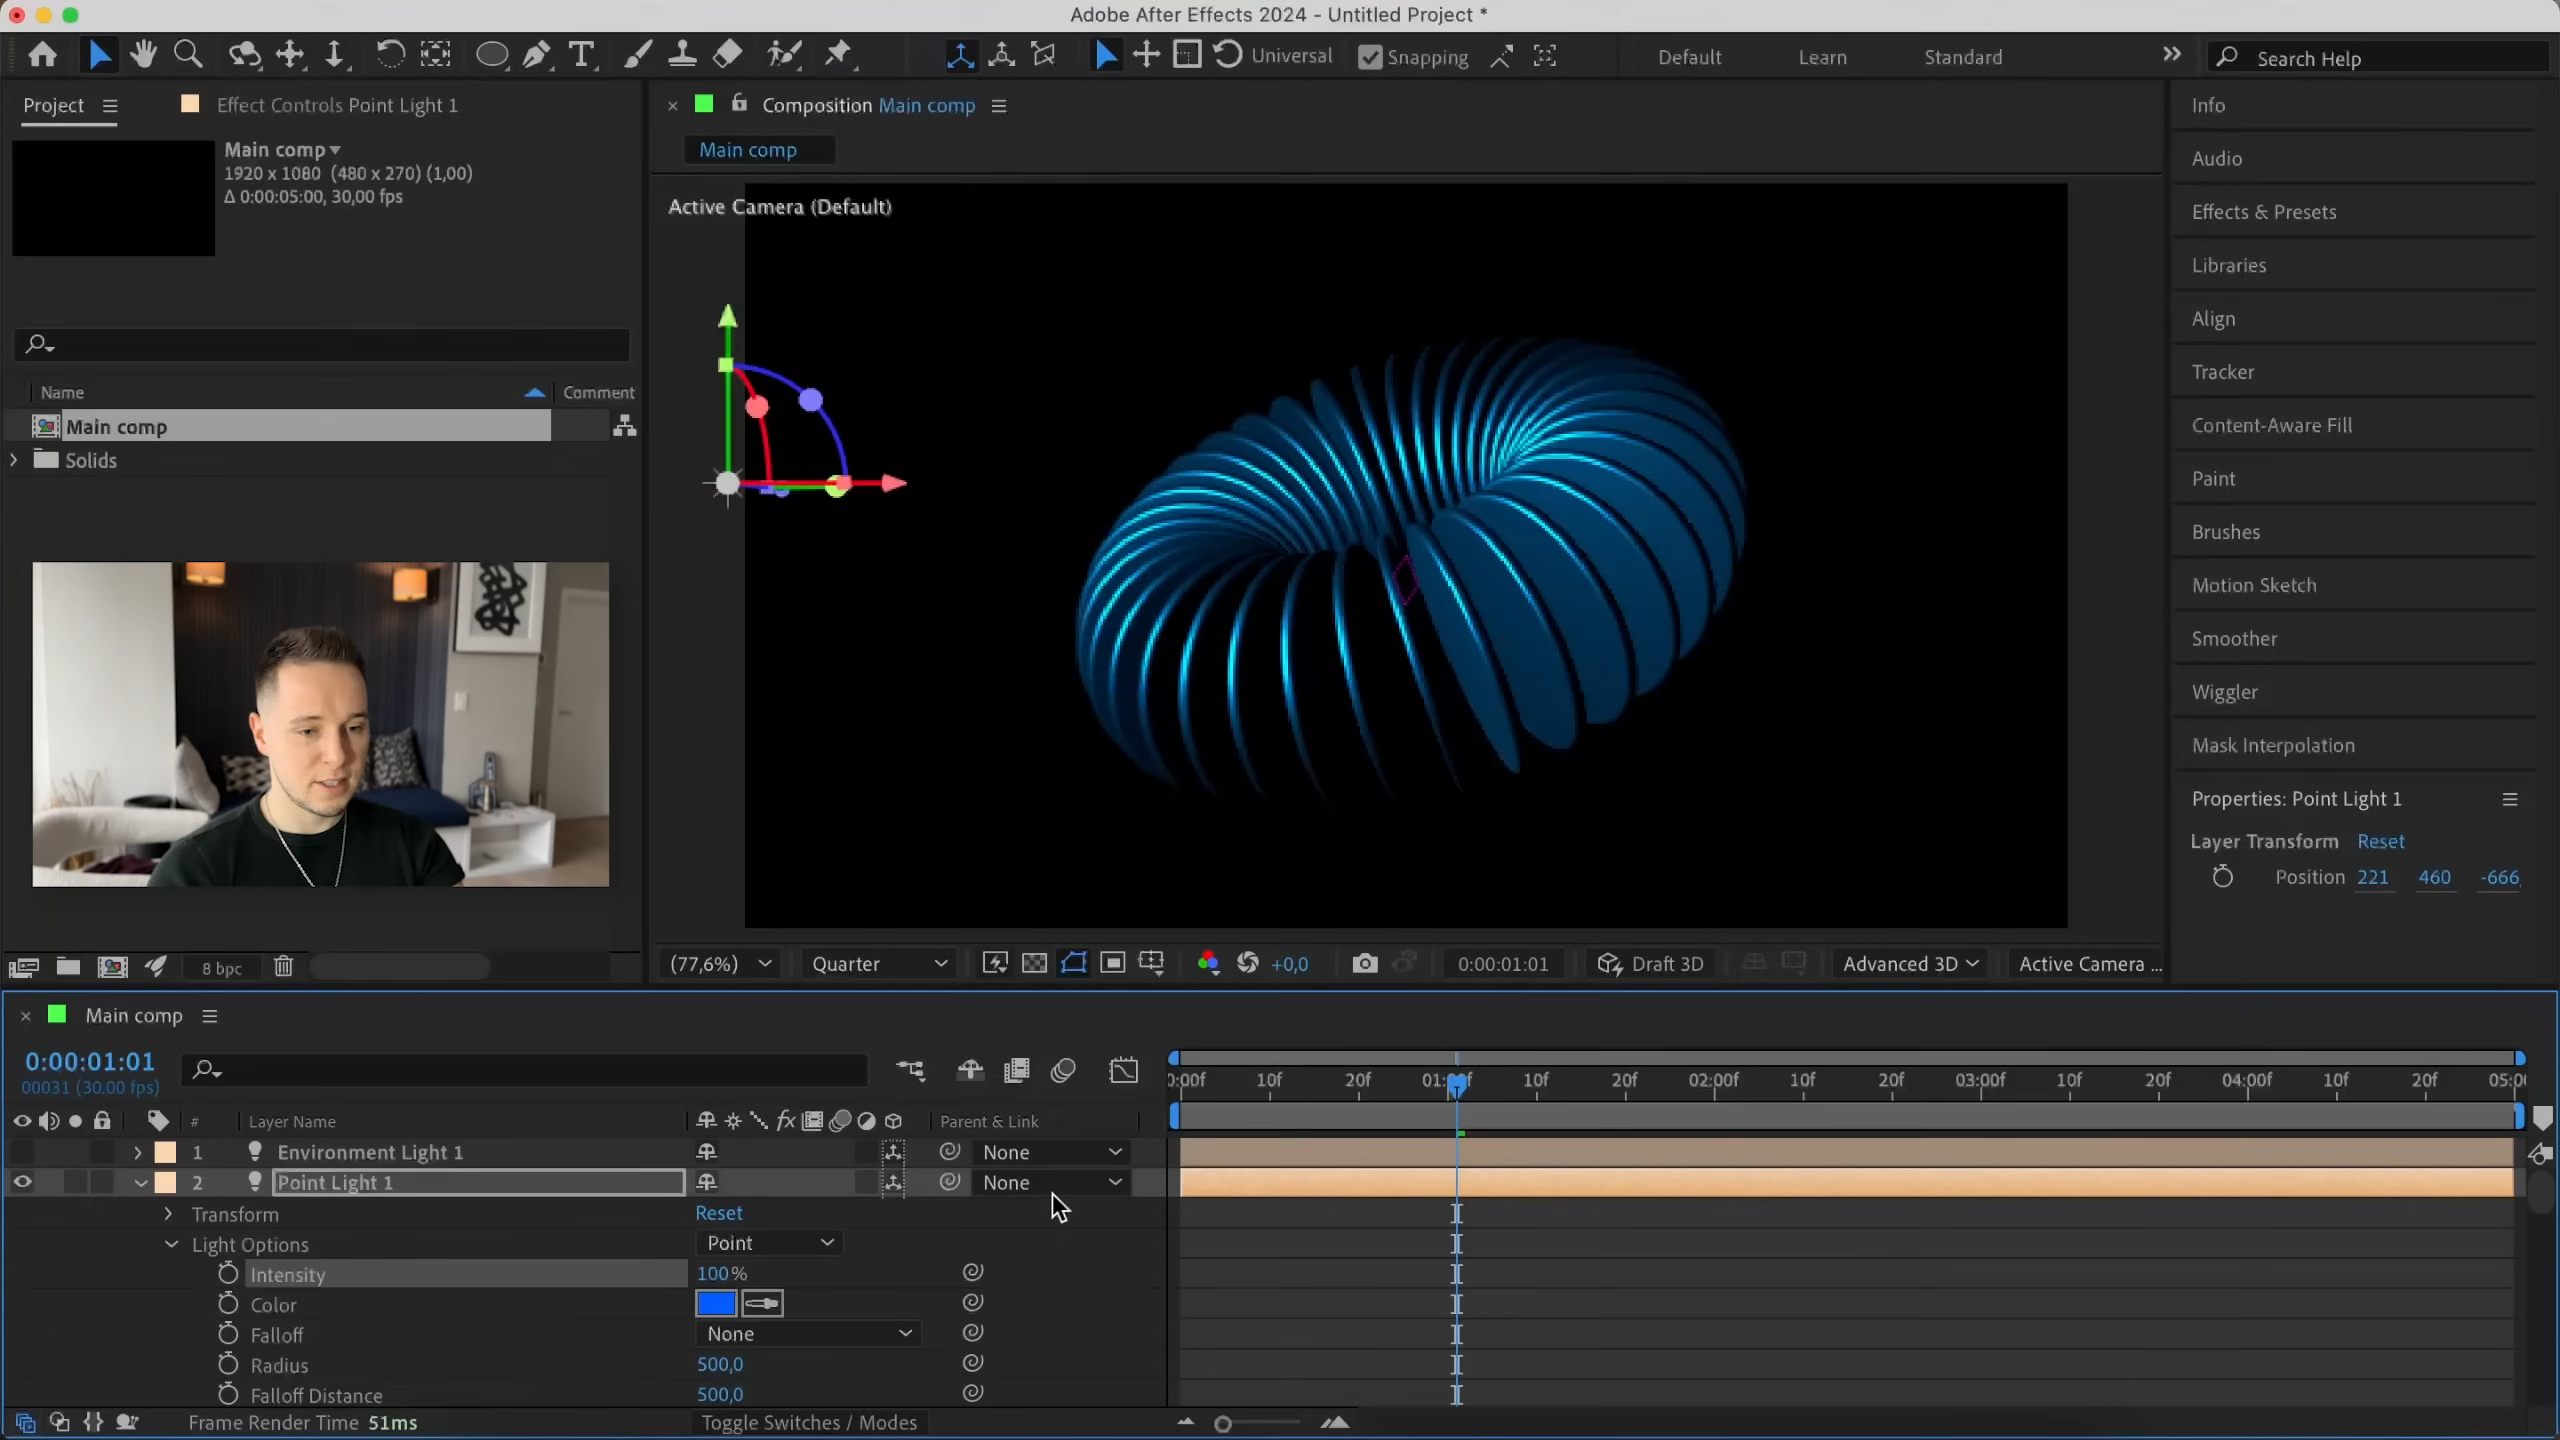 Adobe After Effects 2024 - Untitled Project *
Universal
Snapping
Default
Learn
Standard
Search Help
Project
Effect Controls Point Light 1
Main comp
1920 x 1080 (480 x 270) (1,00)
Δ 0:00:05:00, 30,00 fps
Name
Comment
Main comp
Solids
8 bpc
Composition Main comp
Main comp
Active Camera (Default)
(77,6%)
Quarter
+0,0
0:00:01:01
Draft 3D
Advanced 3D
Active Camera ...
Info
Audio
Effects & Presets
Libraries
Align
Tracker
Content-Aware Fill
Paint
Brushes
Motion Sketch
Smoother
Wiggler
Mask Interpolation
Properties: Point Light 1
Layer Transform Reset
Position 221 460 -666,
Main comp
0:00:01:01
00031 (30.00 fps)
0:00f 10f 20f 01:00f 10f 20f 02:00f 10f 20f 03:00f 10f 20f 04:00f 10f 20f 05:0
# Layer Name fx Parent & Link
1 Environment Light 1 None
2 Point Light 1 None
Transform Reset
Light Options Point
Intensity 100%
Color
Falloff None
Radius 500,0
Falloff Distance 500,0
Frame Render Time 51ms
Toggle Switches / Modes